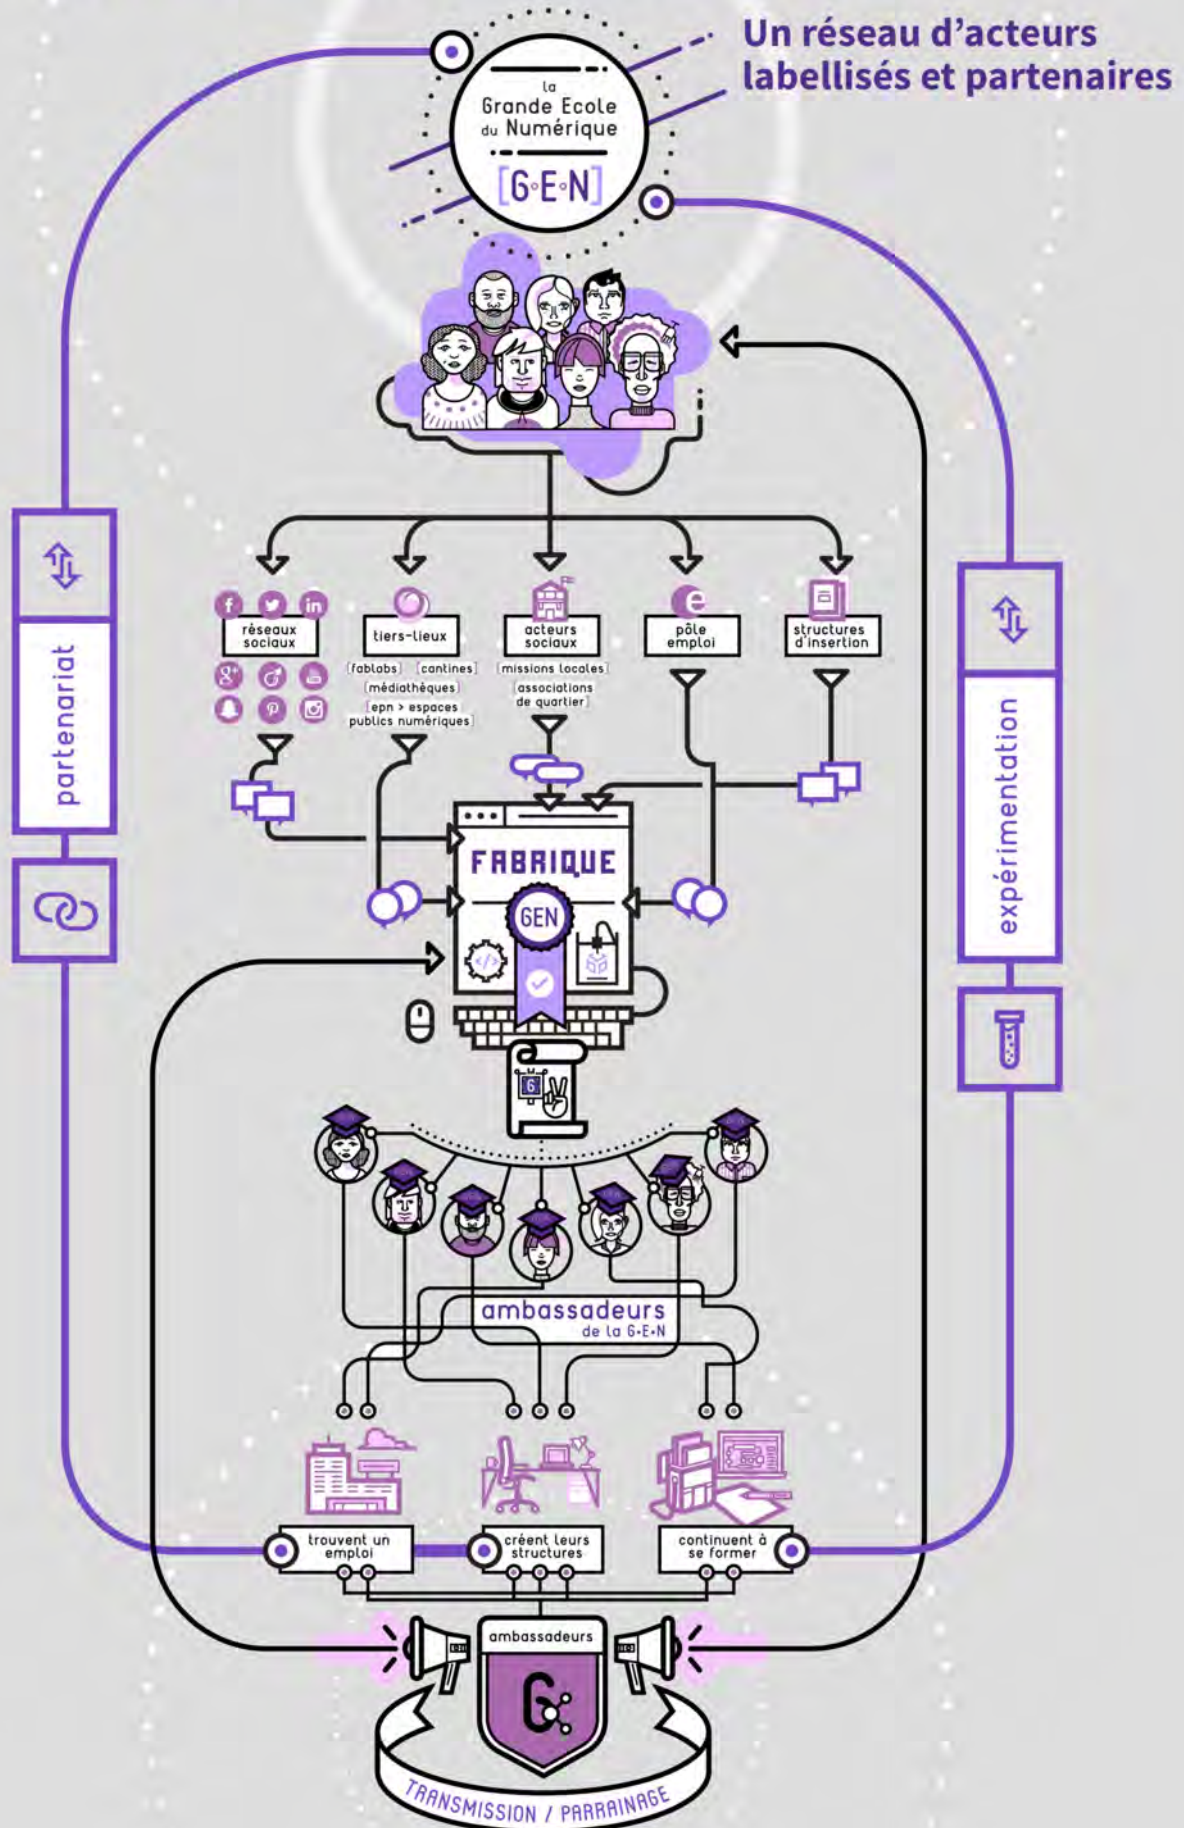 Un réseau d’acteurs
labellisés et partenaires
la
Grande Ecole
du Numérique
[G•E•N]
partenariat
expérimentation
f
in
g+
You
e
réseaux
sociaux
tiers-lieux
[fablabs] [cantines]
[médiathèques]
[epn > espaces
publics numériques]
acteurs
sociaux
[missions locales]
[associations
de quartier]
pôle
emploi
structures
d’insertion
FABRIQUE
GEN
</>
G
ambassadeurs
de la G•E•N
trouvent un
emploi
créent leurs
structures
continuent à
se former
ambassadeurs
G
TRANSMISSION / PARRAINAGE